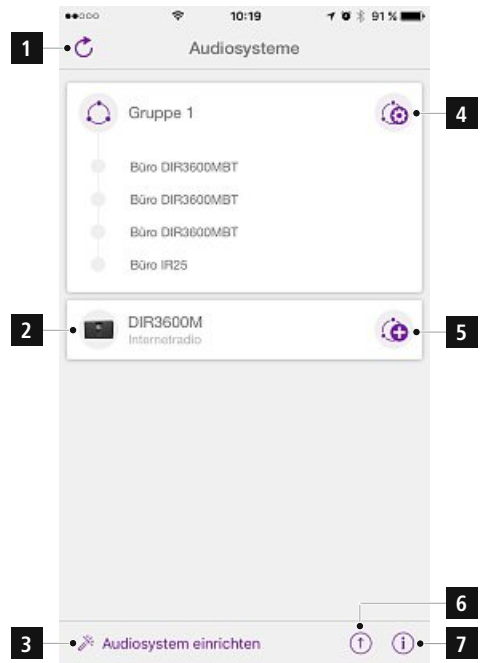 10:19 91 %
1 Audiosysteme
Gruppe 1 4
Büro DIR3600MBT
Büro DIR3600MBT
Büro DIR3600MBT
Büro IR25
2 DIR3600M 5
Internetradio
6
3 Audiosystem einrichten 7